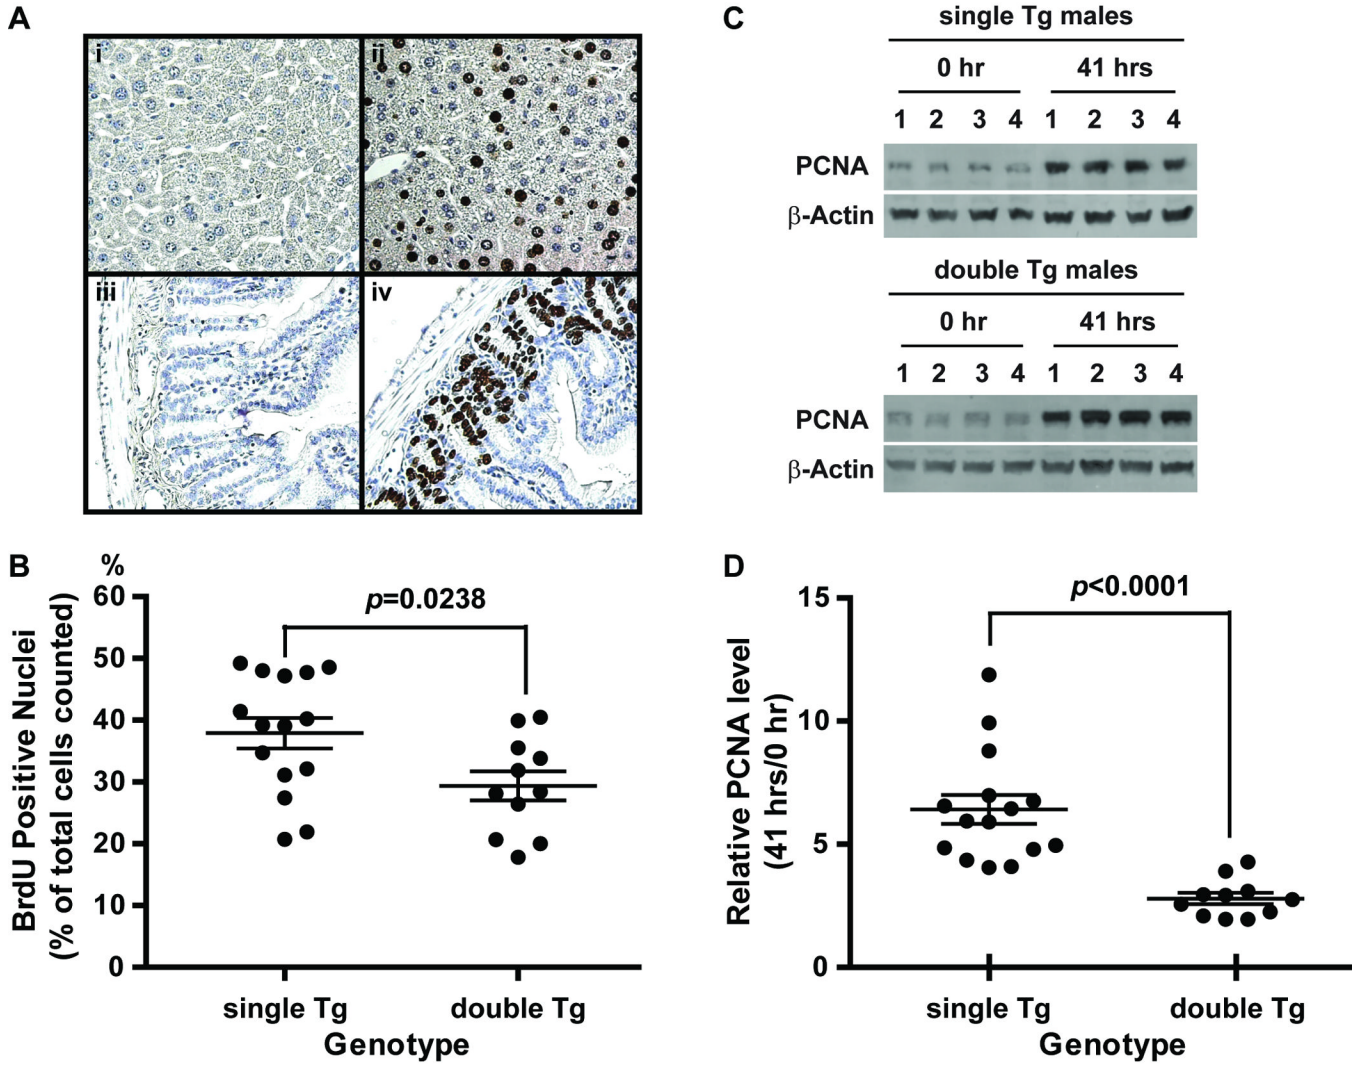 A
i
ii
iii
iv
B
%
60
50
40
30
20
10
0
BrdU Positive Nuclei
(% of total cells counted)
p=0.0238
single Tg
double Tg
Genotype
C
single Tg males
0 hr
41 hrs
1 2 3 4 1 2 3 4
PCNA
β-Actin
double Tg males
0 hr
41 hrs
1 2 3 4 1 2 3 4
PCNA
β-Actin
D
15
10
5
0
Relative PCNA level
(41 hrs/0 hr)
p<0.0001
single Tg
double Tg
Genotype